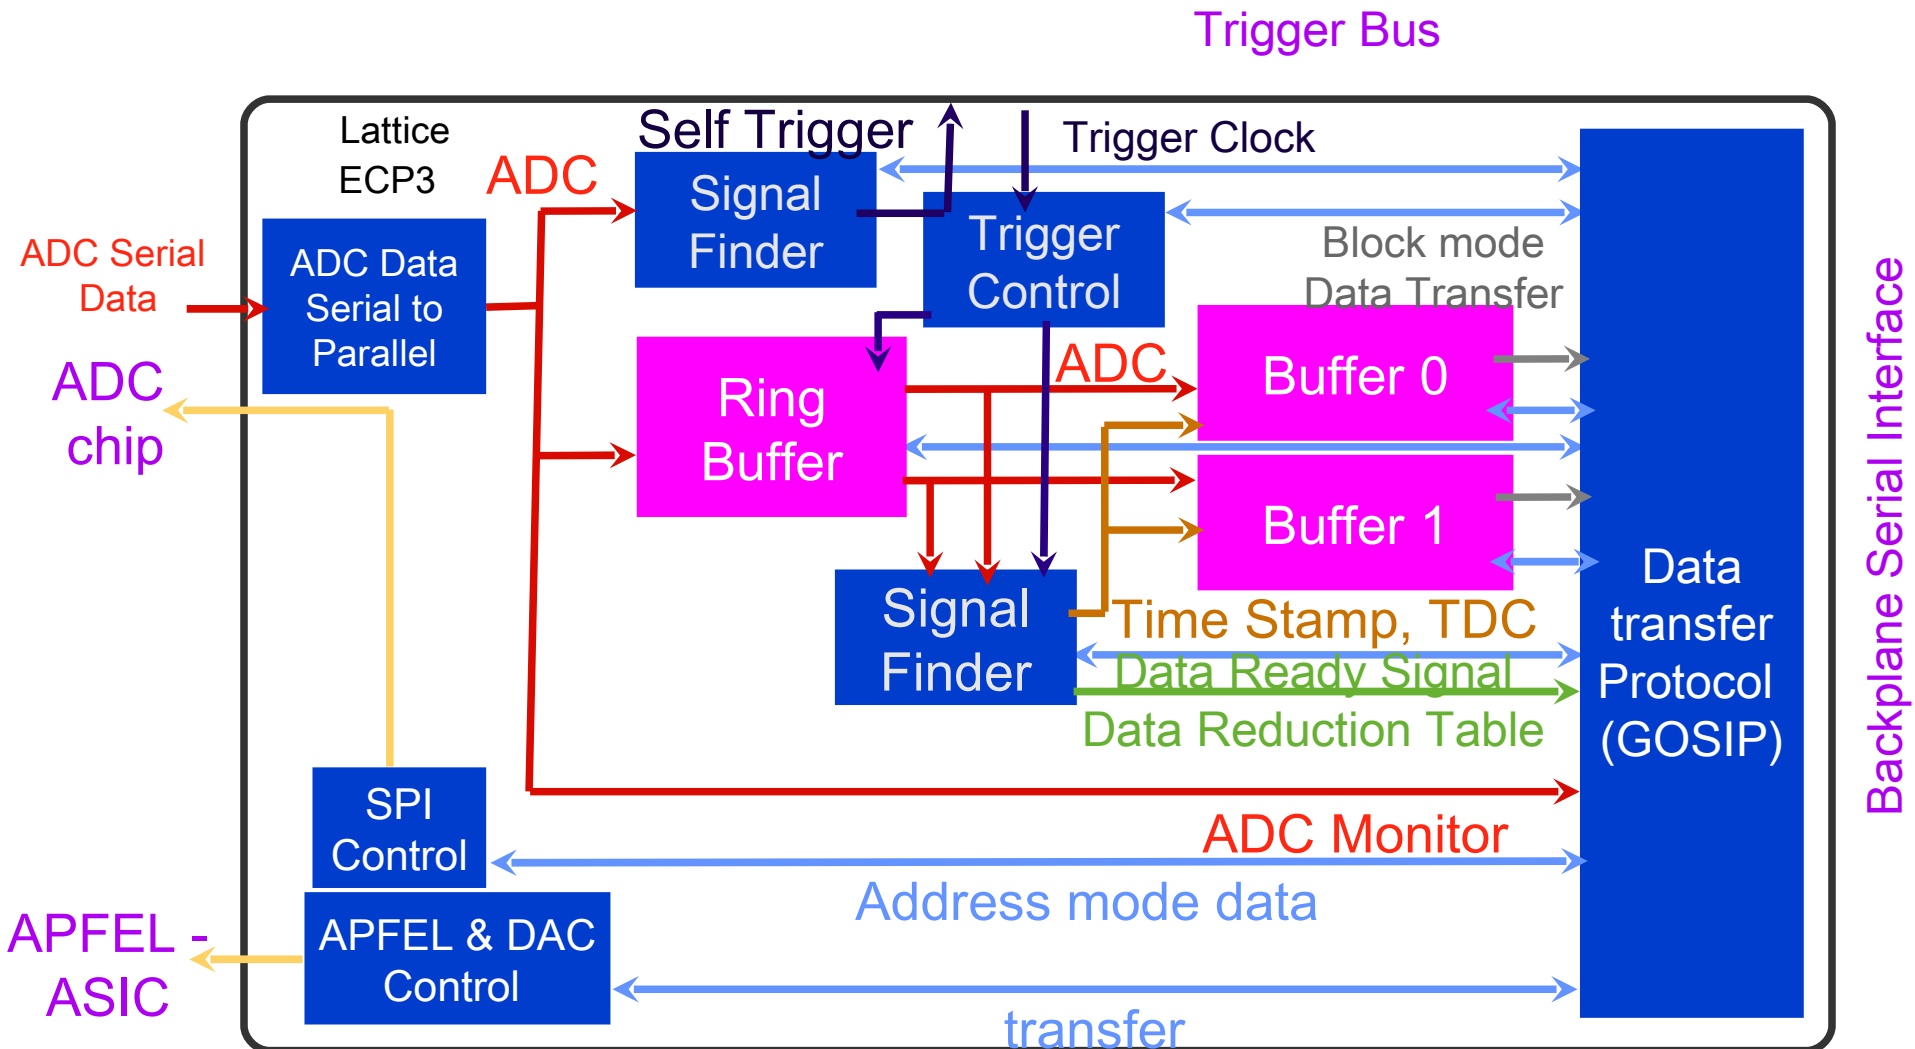 Trigger Bus
Lattice
ECP3
ADC
Self Trigger
Trigger Clock
Signal
Finder
Trigger
Control
Block mode
Data Transfer
ADC Serial
Data
ADC Data
Serial to
Parallel
ADC
chip
Ring
Buffer
ADC
Buffer 0
Buffer 1
Signal
Finder
Time Stamp, TDC
Data Ready Signal
Data Reduction Table
Data
transfer
Protocol
(GOSIP)
Backplane Serial Interface
SPI
Control
ADC Monitor
Address mode data
APFEL -
ASIC
APFEL & DAC
Control
transfer